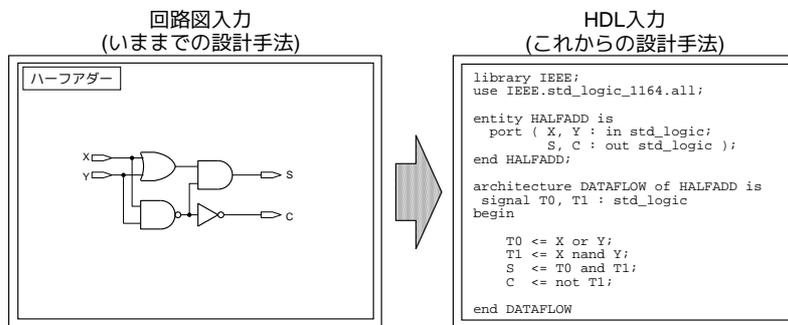 回路図入力
(いままでの設計手法)
ハーフアダー
X
Y
S
C
HDL入力
(これからの設計手法)
library IEEE;
use IEEE.std_logic_1164.all;
entity HALFADD is
port ( X, Y : in std_logic;
S, C : out std_logic );
end HALFADD;
architecture DATAFLOW of HALFADD is
signal T0, T1 : std_logic
begin
T0 <= X or Y;
T1 <= X nand Y;
S <= T0 and T1;
C <= not T1;
end DATAFLOW